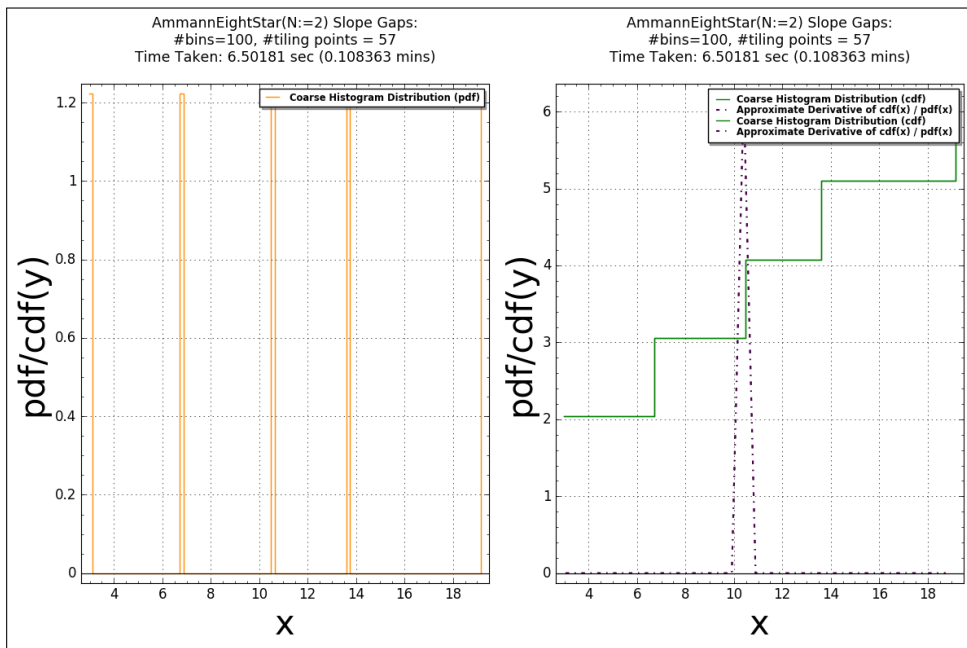 AmmannEightStar(N:=2) Slope Gaps:
#bins=100, #tiling points = 57
Time Taken: 6.50181 sec (0.108363 mins)
Coarse Histogram Distribution (pdf)
1.2
1
0.8
0.6
0.4
0.2
0
pdf/cdf(y)
4 6 8 10 12 14 16 18
x
AmmannEightStar(N:=2) Slope Gaps:
#bins=100, #tiling points = 57
Time Taken: 6.50181 sec (0.108363 mins)
Coarse Histogram Distribution (cdf)
Approximate Derivative of cdf(x) / pdf(x)
Coarse Histogram Distribution (cdf)
Approximate Derivative of cdf(x) / pdf(x)
6
5
4
3
2
1
0
pdf/cdf(y)
4 6 8 10 12 14 16 18
x